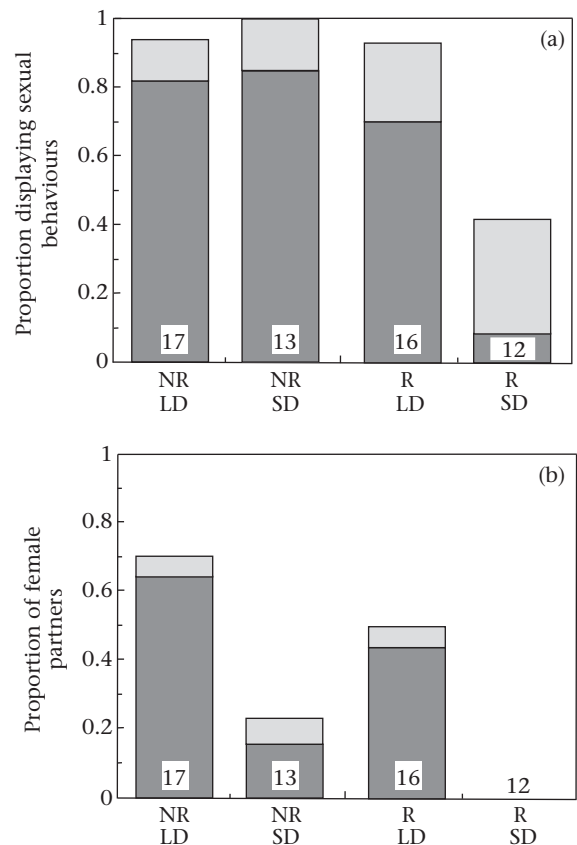 (a)
Proportion displaying sexual
behaviours
1
0.8
0.6
0.4
0.2
0
17
13
16
12
NR
LD
NR
SD
R
LD
R
SD
(b)
Proportion of female
partners
1
0.8
0.6
0.4
0.2
0
17
13
16
12
NR
LD
NR
SD
R
LD
R
SD